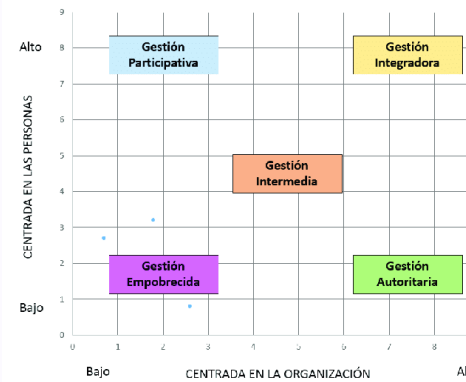 9
Alto
8
Gestión
Participativa
Gestión
Integradora
7
6
CENTRADA EN LAS PERSONAS
5
Gestión
Intermedia
4
3
2
Gestión
Empobrecida
Gestión
Autoritaria
1
Bajo
0
0 1 2 3 4 5 6 7 8
Bajo
CENTRADA EN LA ORGANIZACIÓN
Al